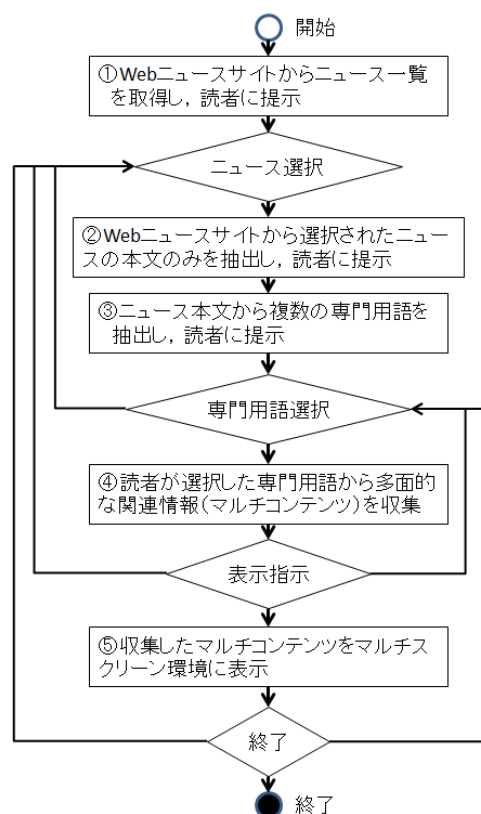 開始
①Webニュースサイトからニュース一覧
を取得し，読者に提示
ニュース選択
②Webニュースサイトから選択されたニュー
スの本文のみを抽出し，読者に提示
③ニュース本文から複数の専門用語を
抽出し，読者に提示
専門用語選択
④読者が選択した専門用語から多面的
な関連情報（マルチコンテンツ）を収集
表示指示
⑤収集したマルチコンテンツをマルチス
クリーン環境に表示
終了
終了